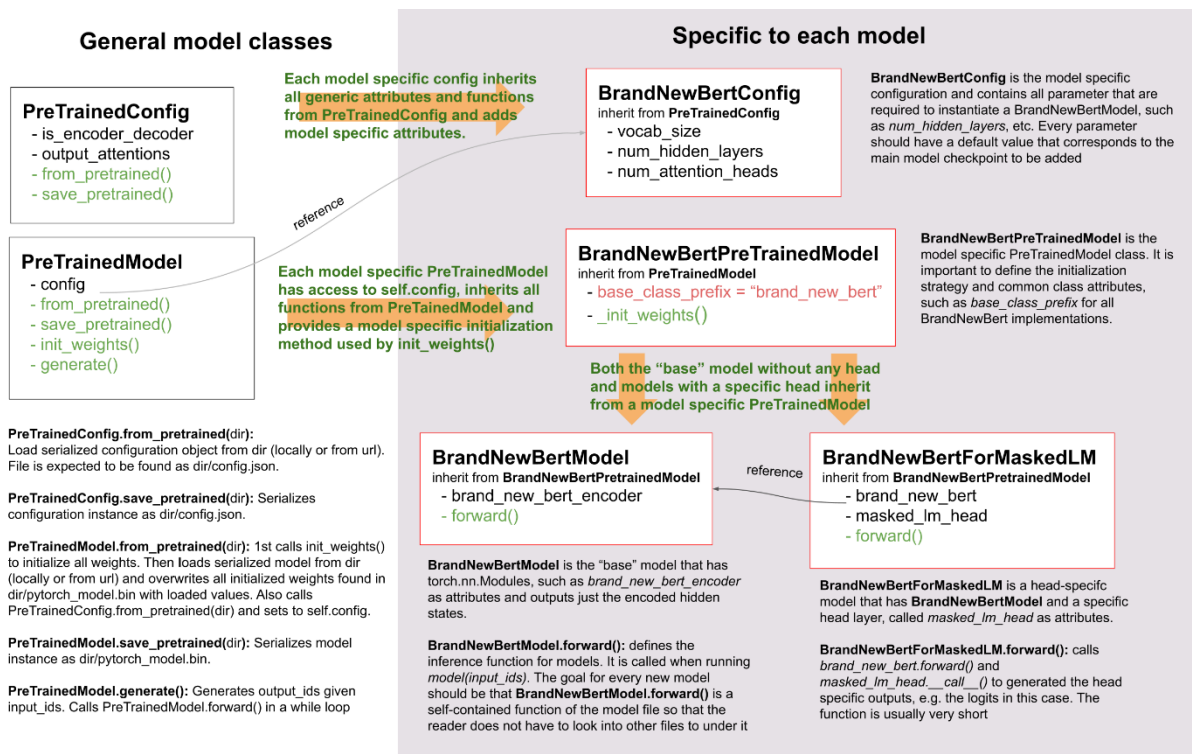 General model classes
Specific to each model
PreTrainedConfig
- is_encoder_decoder
- output_attentions
- from_pretrained()
- save_pretrained()
Each model specific config inherits
all generic attributes and functions
from PreTrainedConfig and adds
model specific attributes.
BrandNewBertConfig
inherit from PreTrainedConfig
- vocab_size
- num_hidden_layers
- num_attention_heads
BrandNewBertConfig is the model specific
configuration and contains all parameter that are
required to instantiate a BrandNewBertModel, such
as num_hidden_layers, etc. Every parameter
should have a default value that corresponds to the
main model checkpoint to be added
reference
PreTrainedModel
- config
- from_pretrained()
- save_pretrained()
- init_weights()
- generate()
Each model specific PreTrainedModel
has access to self.config, inherits all
functions from PreTaiendModel and
provides a model specific initialization
method used by init_weights()
BrandNewBertPreTrainedModel
inherit from PreTrainedModel
- base_class_prefix = “brand_new_bert”
- _init_weights()
BrandNewBertPreTrainedModel is the
model specific PreTrainedModel class. It is
important to define the initialization
strategy and common class attributes,
such as base_class_prefix for all
BrandNewBert implementations.
Both the “base” model without any head
and models with a specific head inherit
from a model specific PreTrainedModel
PreTrainedConfig.from_pretrained(dir):
Load serialized configuration object from dir (locally or from url).
File is expected to be found as dir/config.json.
PreTrainedConfig.save_pretrained(dir): Serializes
configuration instance as dir/config.json.
PreTrainedModel.from_pretrained(dir): 1st calls init_weights()
to initialize all weights. Then loads serialized model from dir
(locally or from url) and overwrites all initialized weights found in
dir/pytorch_model.bin with loaded values. Also calls
PreTrainedConfig.from_pretrained(dir) and sets to self.config.
PreTrainedModel.save_pretrained(dir): Serializes model
instance as dir/pytorch_model.bin.
PreTrainedModel.generate(): Generates output_ids given
input_ids. Calls PreTrainedModel.forward() in a while loop
BrandNewBertModel
inherit from BrandNewBertPretrainedModel
- brand_new_bert_encoder
- forward()
reference
BrandNewBertForMaskedLM
inherit from BrandNewBertPretrainedModel
- brand_new_bert
- masked_lm_head
- forward()
BrandNewBertModel is the “base” model that has
torch.nn.Modules, such as brand_new_bert_encoder
as attributes and outputs just the encoded hidden
states.
BrandNewBertModel.forward(): defines the
inference function for models. It is called when running
model(input_ids). The goal for every new model
should be that BrandNewBertModel.forward() is a
self-contained function of the model file so that the
reader does not have to look into other files to under it
BrandNewBertForMaskedLM is a head-specifc
model that has BrandNewBertModel and a specific
head layer, called masked_lm_head as attributes.
BrandNewBertForMaskedLM.forward(): calls
brand_new_bert.forward() and
masked_lm_head.__call__() to generated the head
specific outputs, e.g. the logits in this case. The
function is usually very short